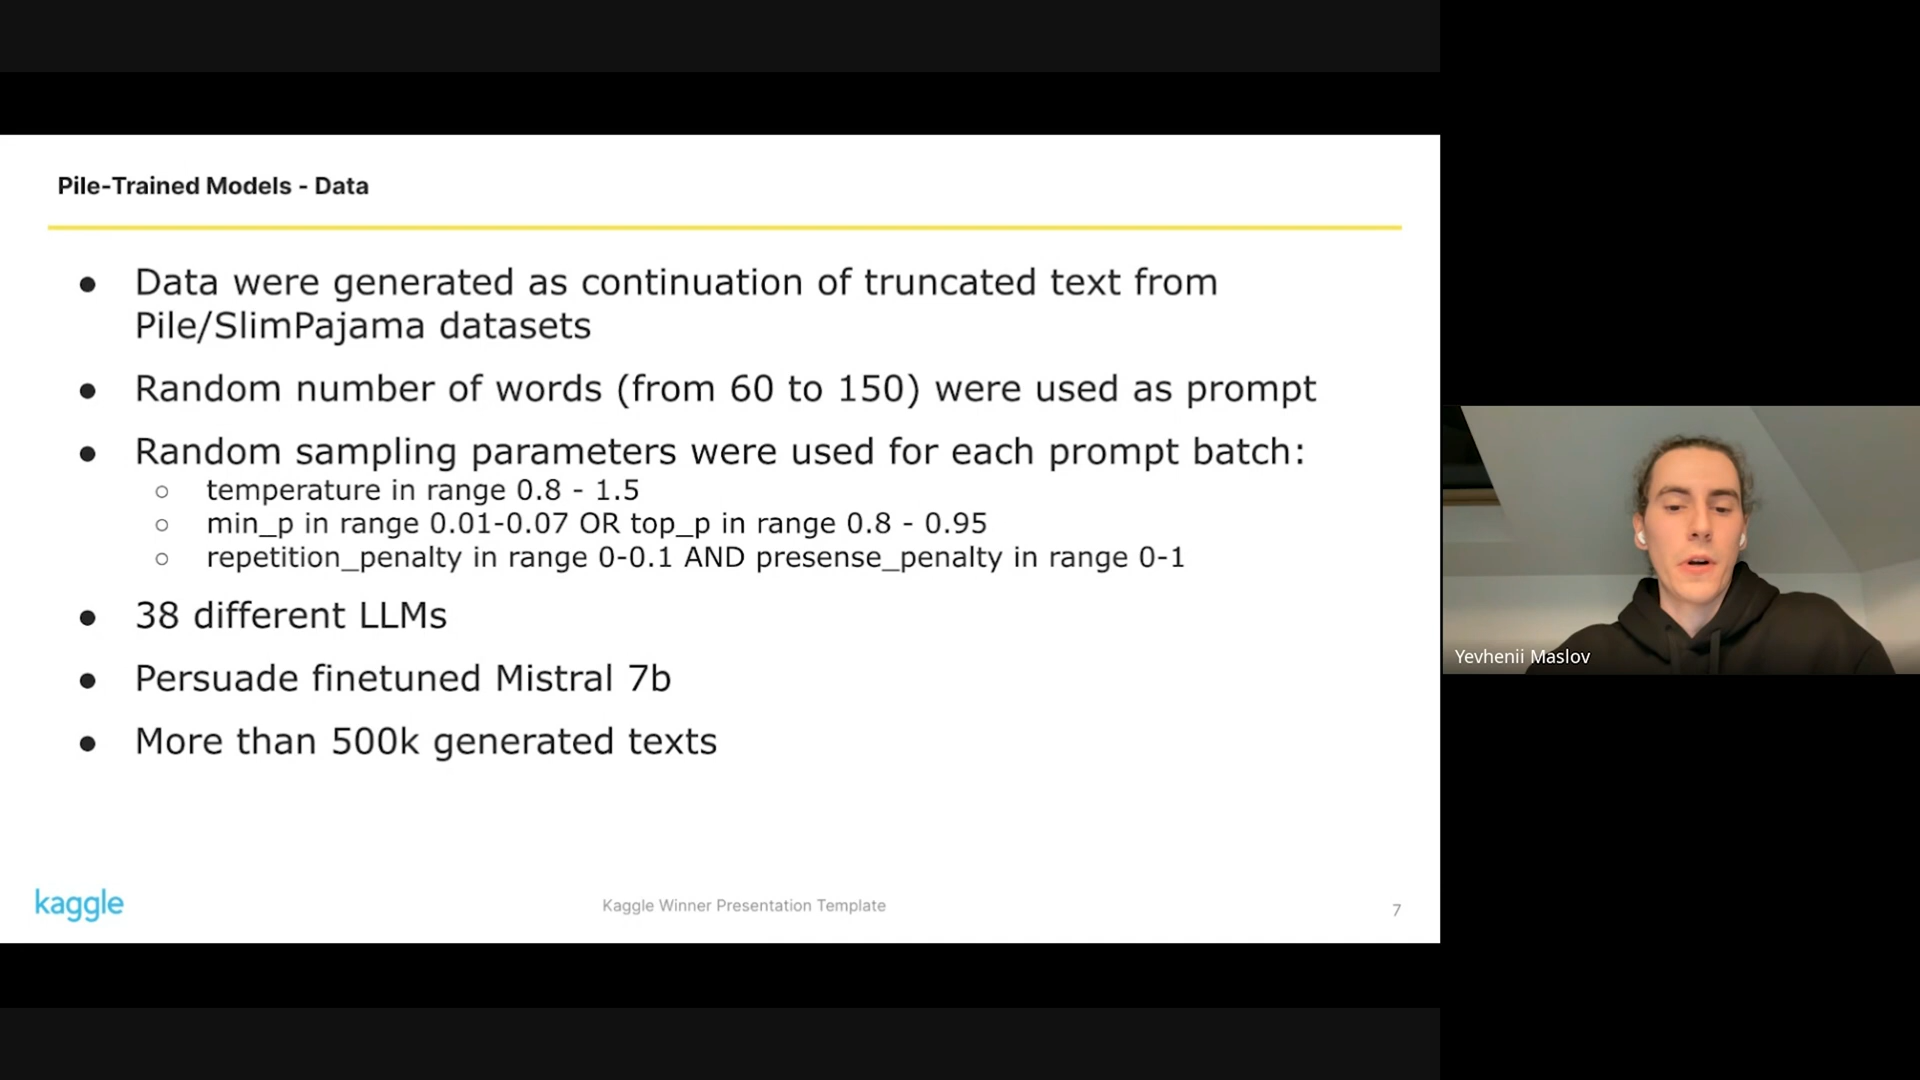 Pile-Trained Models - Data
● Data were generated as continuation of truncated text from
Pile/SlimPajama datasets
● Random number of words (from 60 to 150) were used as prompt
● Random sampling parameters were used for each prompt batch:
○ temperature in range 0.8 - 1.5
○ min_p in range 0.01-0.07 OR top_p in range 0.8 - 0.95
○ repetition_penalty in range 0-0.1 AND presense_penalty in range 0-1
● 38 different LLMs
● Persuade finetuned Mistral 7b
● More than 500k generated texts
kaggle
Kaggle Winner Presentation Template
7
Yevhenii Maslov